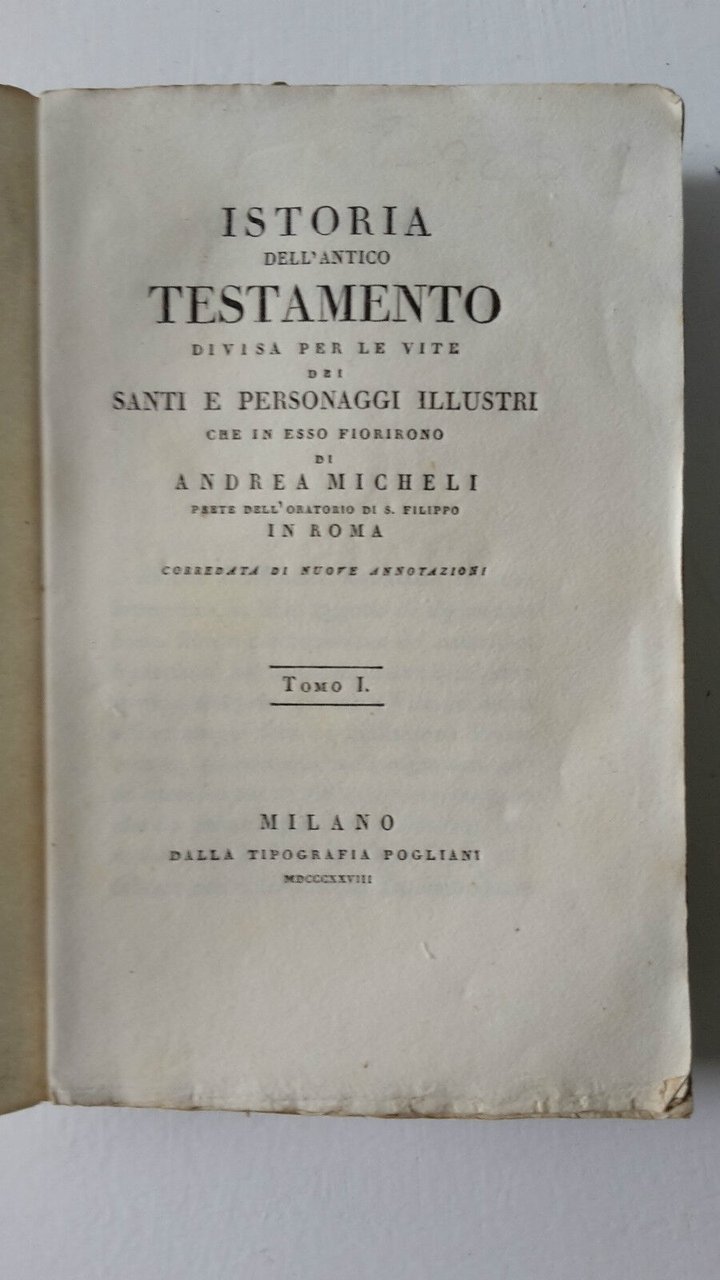 ISTORIA
DELL'ANTICO
TESTAMENTO
DIVISA PER LE VITE
DEI
SANTI E PERSONAGGI ILLUSTRI
CHE IN ESSO FIORIRONO
DI
ANDREA MICHELI
PRETE DELL'ORATORIO DI S. FILIPPO
IN ROMA
CORREDATA DI NUOVE ANNOTAZIONI
TOMO I.
MILANO
DALLA TIPOGRAFIA POGLIANI
MDCCCXXVIII